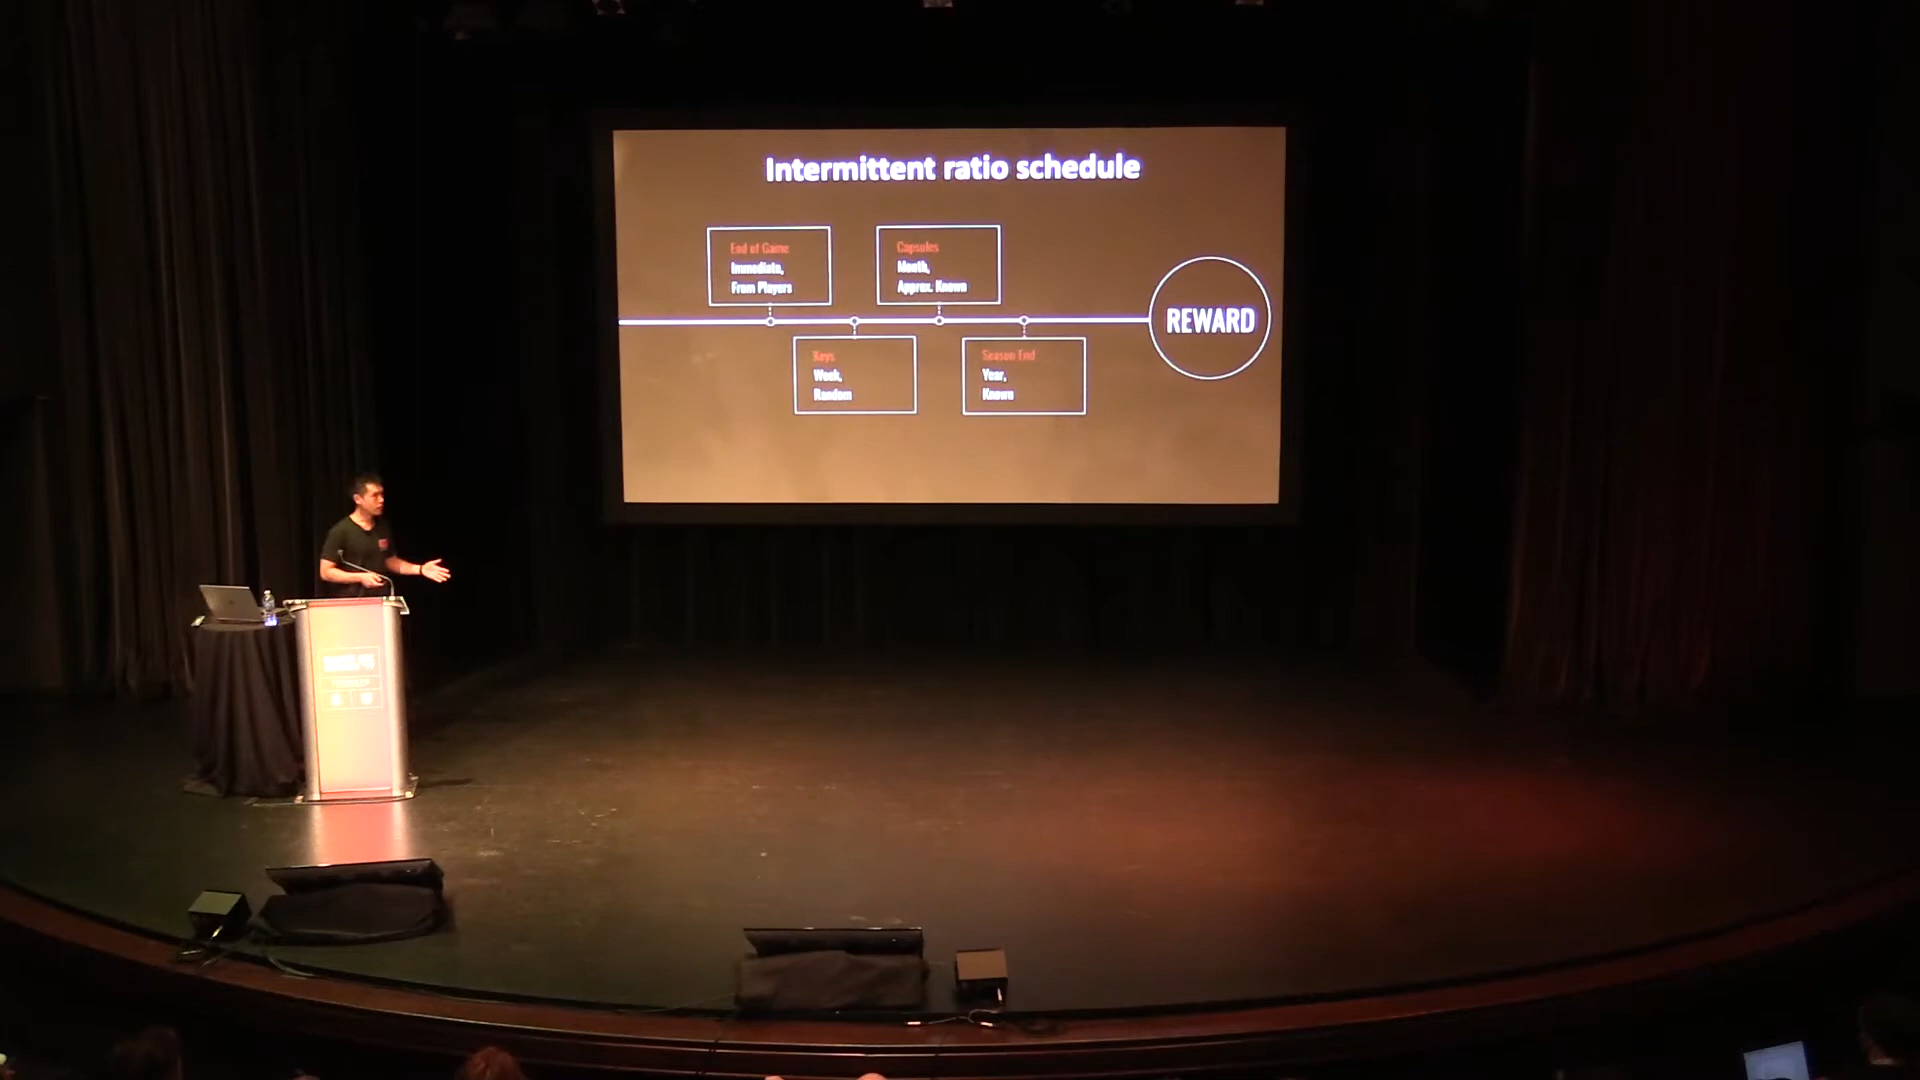 Intermittent ratio schedule
End of Game
Immediate,
From Players
Capsules
Month,
Approx. Known
REWARD
Keys
Week,
Random
Season End
Year,
Known